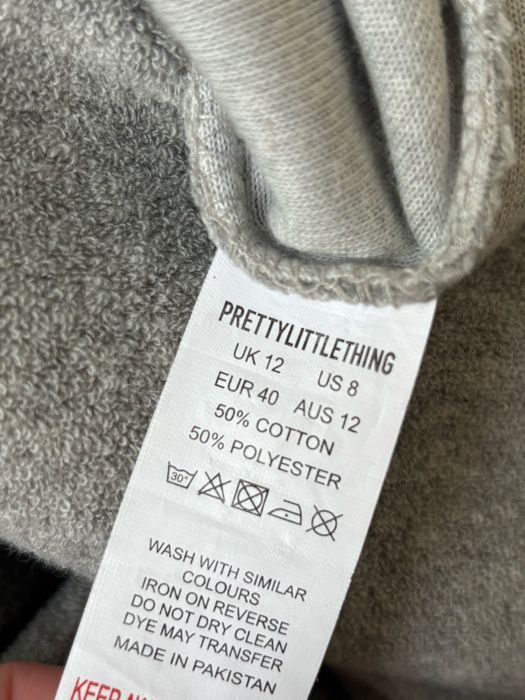 PRETTYLITTLETHING
UK 12 US 8
EUR 40 AUS 12
50% COTTON
50% POLYESTER
30°
WASH WITH SIMILAR
COLOURS
IRON ON REVERSE
DO NOT DRY CLEAN
DYE MAY TRANSFER
MADE IN PAKISTAN
KEEP